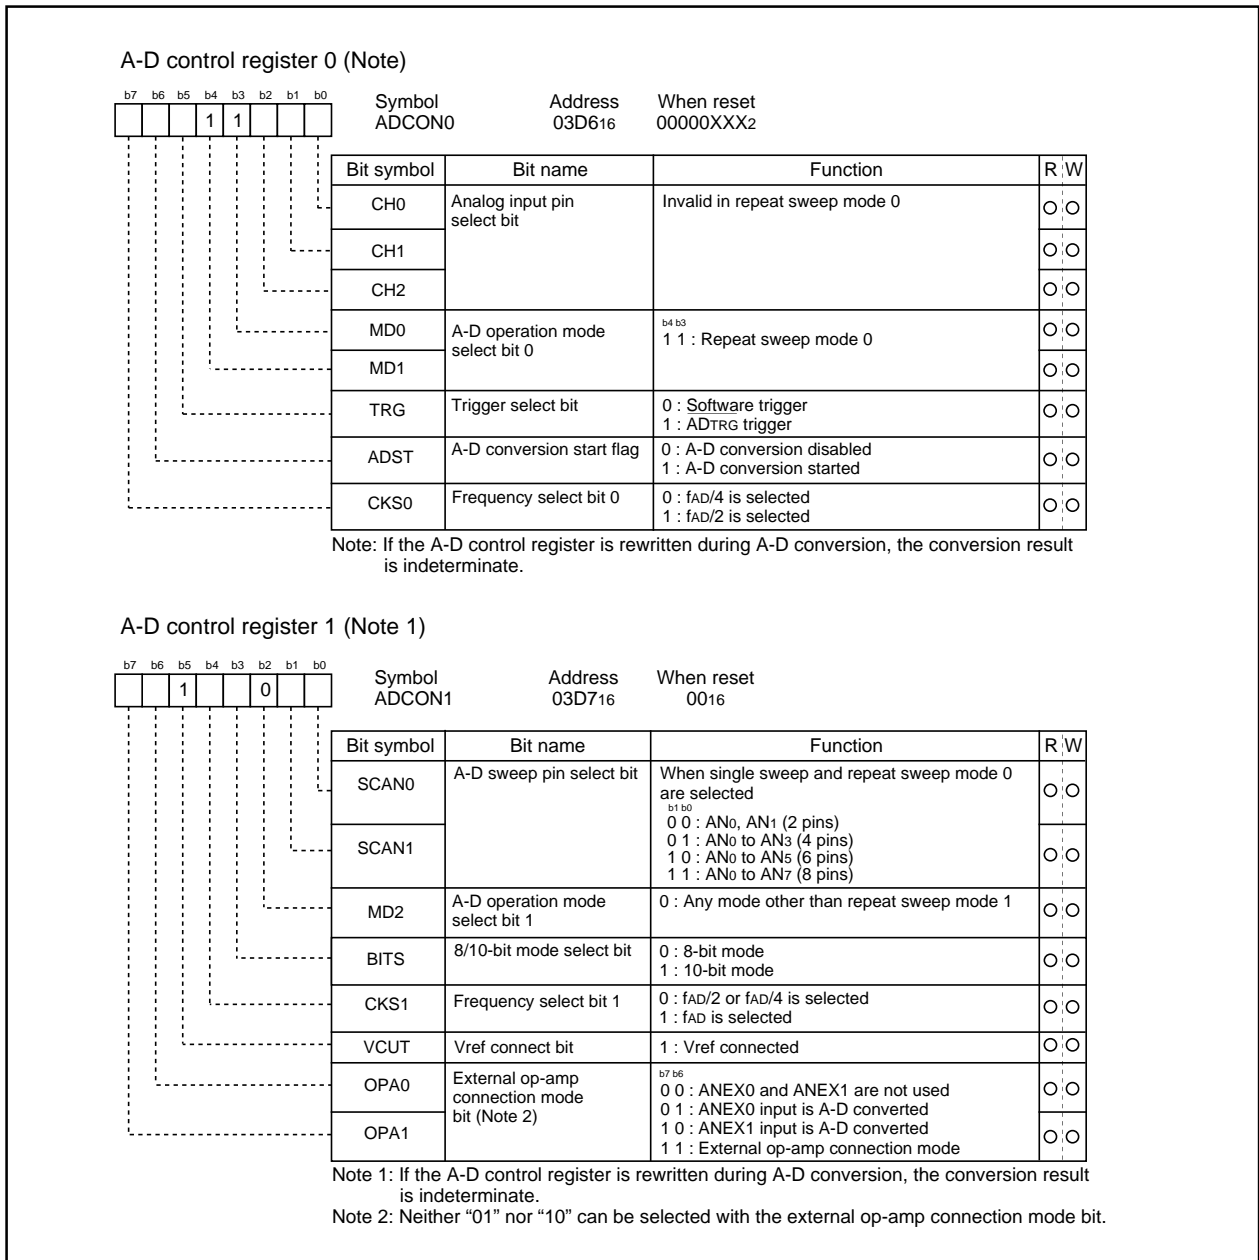 A-D control register 0 (Note)
b7 b6 b5 b4 b3 b2 b1 b0
1 1
Symbol Address When reset
ADCON0 03D616 00000XXX2
Bit symbol Bit name Function R W
CH0 Analog input pin select bit Invalid in repeat sweep mode 0
CH1
CH2
MD0 A-D operation mode select bit 0 b4 b3
1 1 : Repeat sweep mode 0
MD1
TRG Trigger select bit 0 : Software trigger
1 : ADTRG trigger
ADST A-D conversion start flag 0 : A-D conversion disabled
1 : A-D conversion started
CKS0 Frequency select bit 0 0 : fAD/4 is selected
1 : fAD/2 is selected
Note: If the A-D control register is rewritten during A-D conversion, the conversion result
is indeterminate.
A-D control register 1 (Note 1)
b7 b6 b5 b4 b3 b2 b1 b0
1 0
Symbol Address When reset
ADCON1 03D716 0016
Bit symbol Bit name Function R W
SCAN0 A-D sweep pin select bit When single sweep and repeat sweep mode 0
are selected
b1 b0
0 0 : AN0, AN1 (2 pins)
0 1 : AN0 to AN3 (4 pins)
SCAN1
1 0 : AN0 to AN5 (6 pins)
1 1 : AN0 to AN7 (8 pins)
MD2 A-D operation mode select bit 1 0 : Any mode other than repeat sweep mode 1
BITS 8/10-bit mode select bit 0 : 8-bit mode
1 : 10-bit mode
CKS1 Frequency select bit 1 0 : fAD/2 or fAD/4 is selected
1 : fAD is selected
VCUT Vref connect bit 1 : Vref connected
OPA0 External op-amp connection mode bit (Note 2) b7 b6
0 0 : ANEX0 and ANEX1 are not used
0 1 : ANEX0 input is A-D converted
OPA1
1 0 : ANEX1 input is A-D converted
1 1 : External op-amp connection mode
Note 1: If the A-D control register is rewritten during A-D conversion, the conversion result
is indeterminate.
Note 2: Neither “01” nor “10” can be selected with the external op-amp connection mode bit.